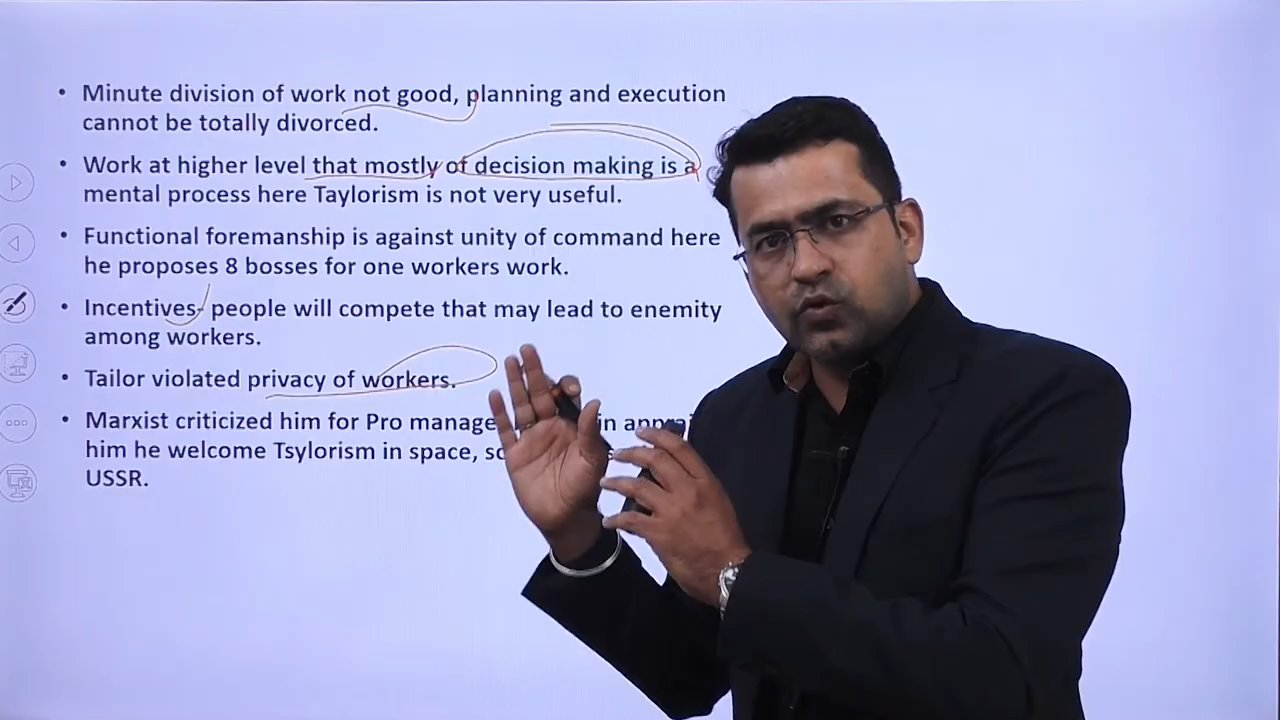 • Minute division of work not good, planning and execution
cannot be totally divorced.
• Work at higher level that mostly of decision making is a
mental process here Taylorism is not very useful.
• Functional foremanship is against unity of command here
he proposes 8 bosses for one workers work.
• Incentives- people will compete that may lead to enemity
among workers.
• Tailor violated privacy of workers.
• Marxist criticized him for Pro in
him he welcome Tsylorism in space,
USSR.